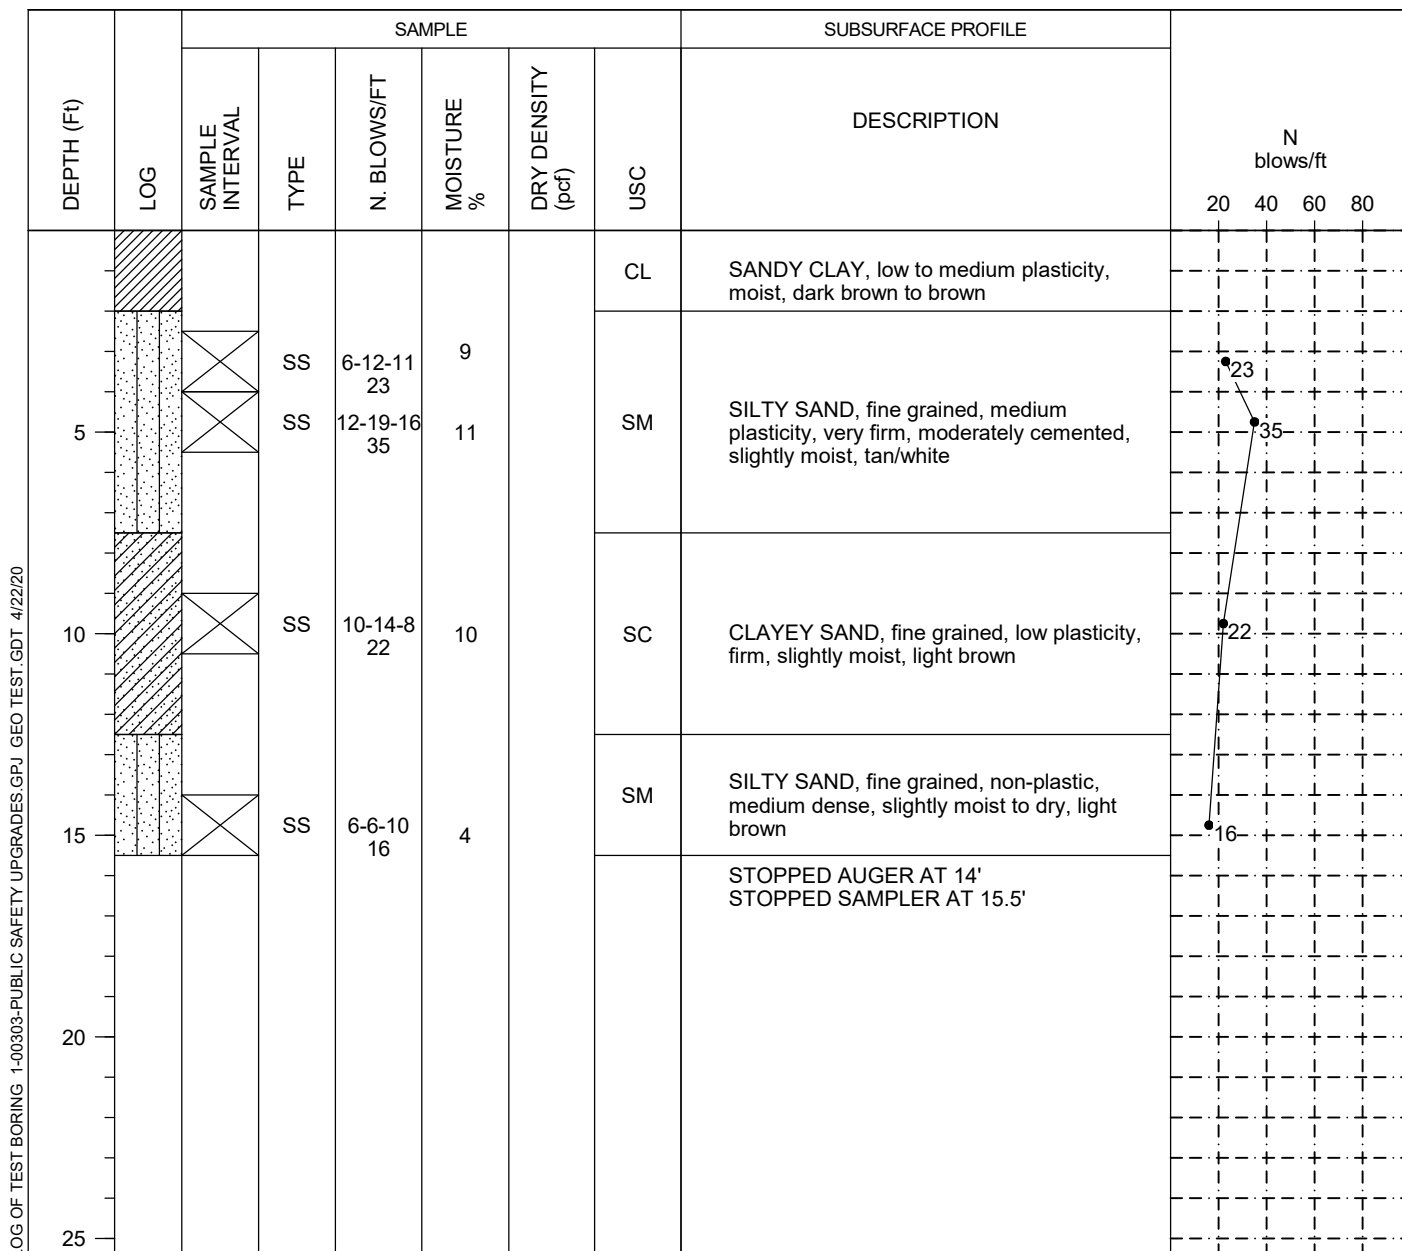 SAMPLE
SUBSURFACE PROFILE
DEPTH (Ft)
LOG
SAMPLE
INTERVAL
TYPE
N. BLOWS/FT
MOISTURE
%
DRY DENSITY
(pcf)
USC
DESCRIPTION
N
blows/ft
20 40 60 80
CL
SANDY CLAY, low to medium plasticity,
moist, dark brown to brown
SS
6-12-11
23
9
23
5
SS
12-19-16
35
11
SM
SILTY SAND, fine grained, medium
plasticity, very firm, moderately cemented,
slightly moist, tan/white
35
10
SS
10-14-8
22
10
SC
CLAYEY SAND, fine grained, low plasticity,
firm, slightly moist, light brown
22
SM
SILTY SAND, fine grained, non-plastic,
medium dense, slightly moist to dry, light
brown
15
SS
6-6-10
16
4
16
STOPPED AUGER AT 14'
STOPPED SAMPLER AT 15.5'
20
25
OG OF TEST BORING 1-00303-PUBLIC SAFETY UPGRADES.GPJ GEO TEST.GDT 4/22/20